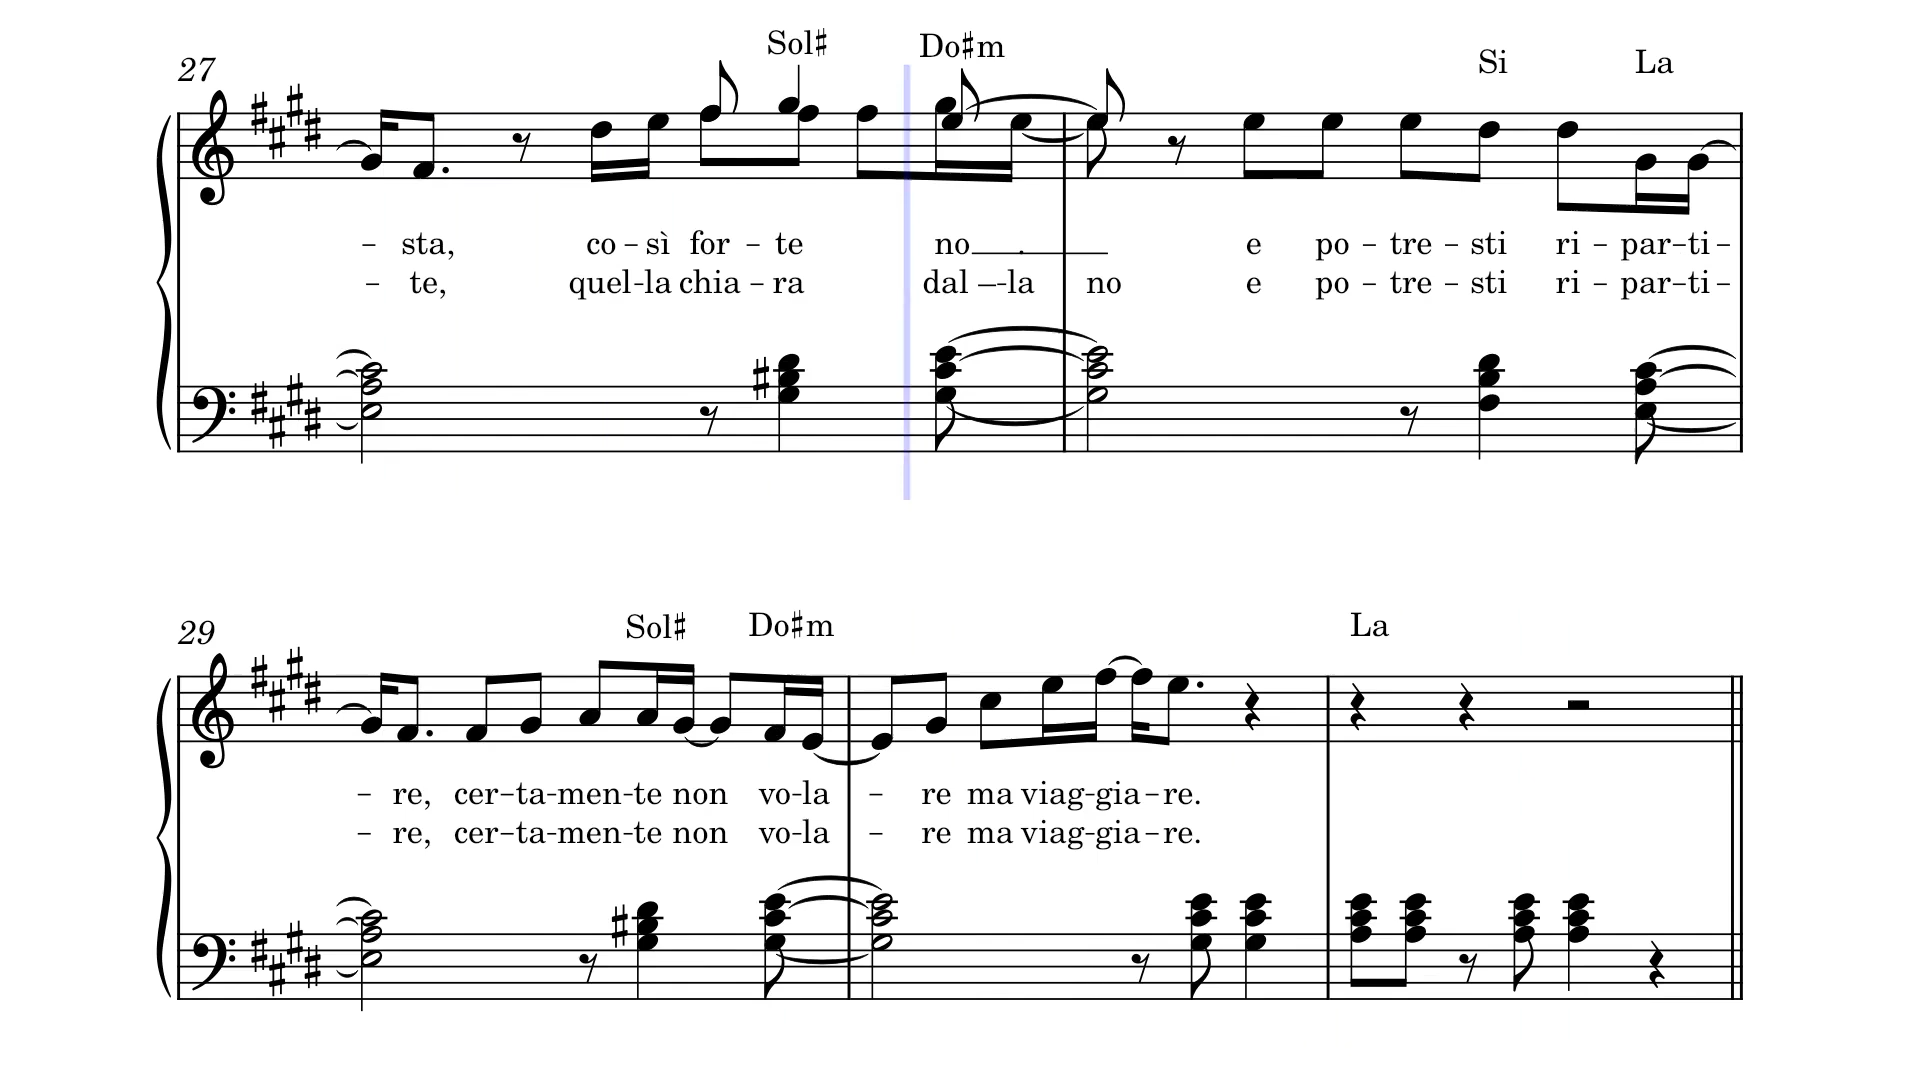 27 Sol♯ Do♯m Si La
- sta, co - sì for - te no__.__ e po - tre - sti ri - par - ti -
- te, quel - la chia - ra dal - la no e po - tre - sti ri - par - ti -
29 Sol♯ Do♯m La
- re, cer - ta - men - te non vo - la - re ma viag - gia - re.
- re, cer - ta - men - te non vo - la - re ma viag - gia - re.